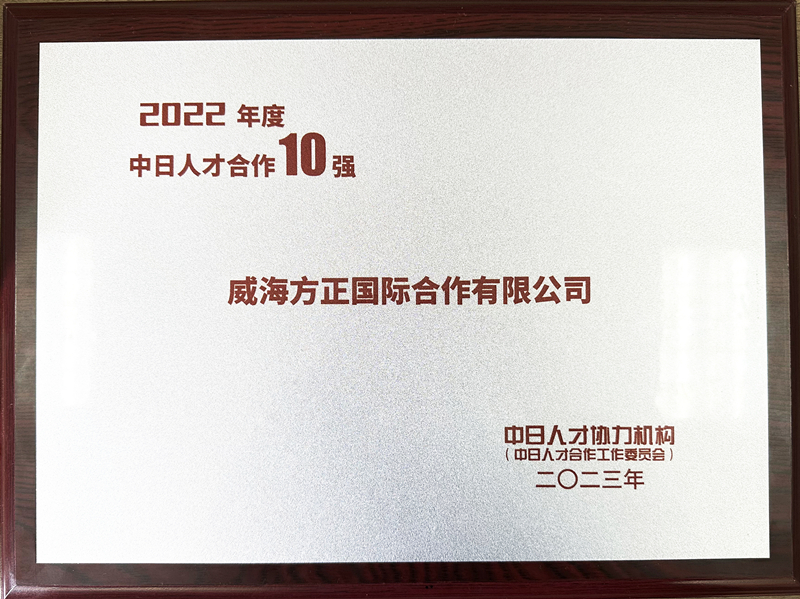 2022 年度
中日人才合作10强
威海方正国际合作有限公司
中日人才协力机构
(中日人才合作工作委员会)
二〇二三年